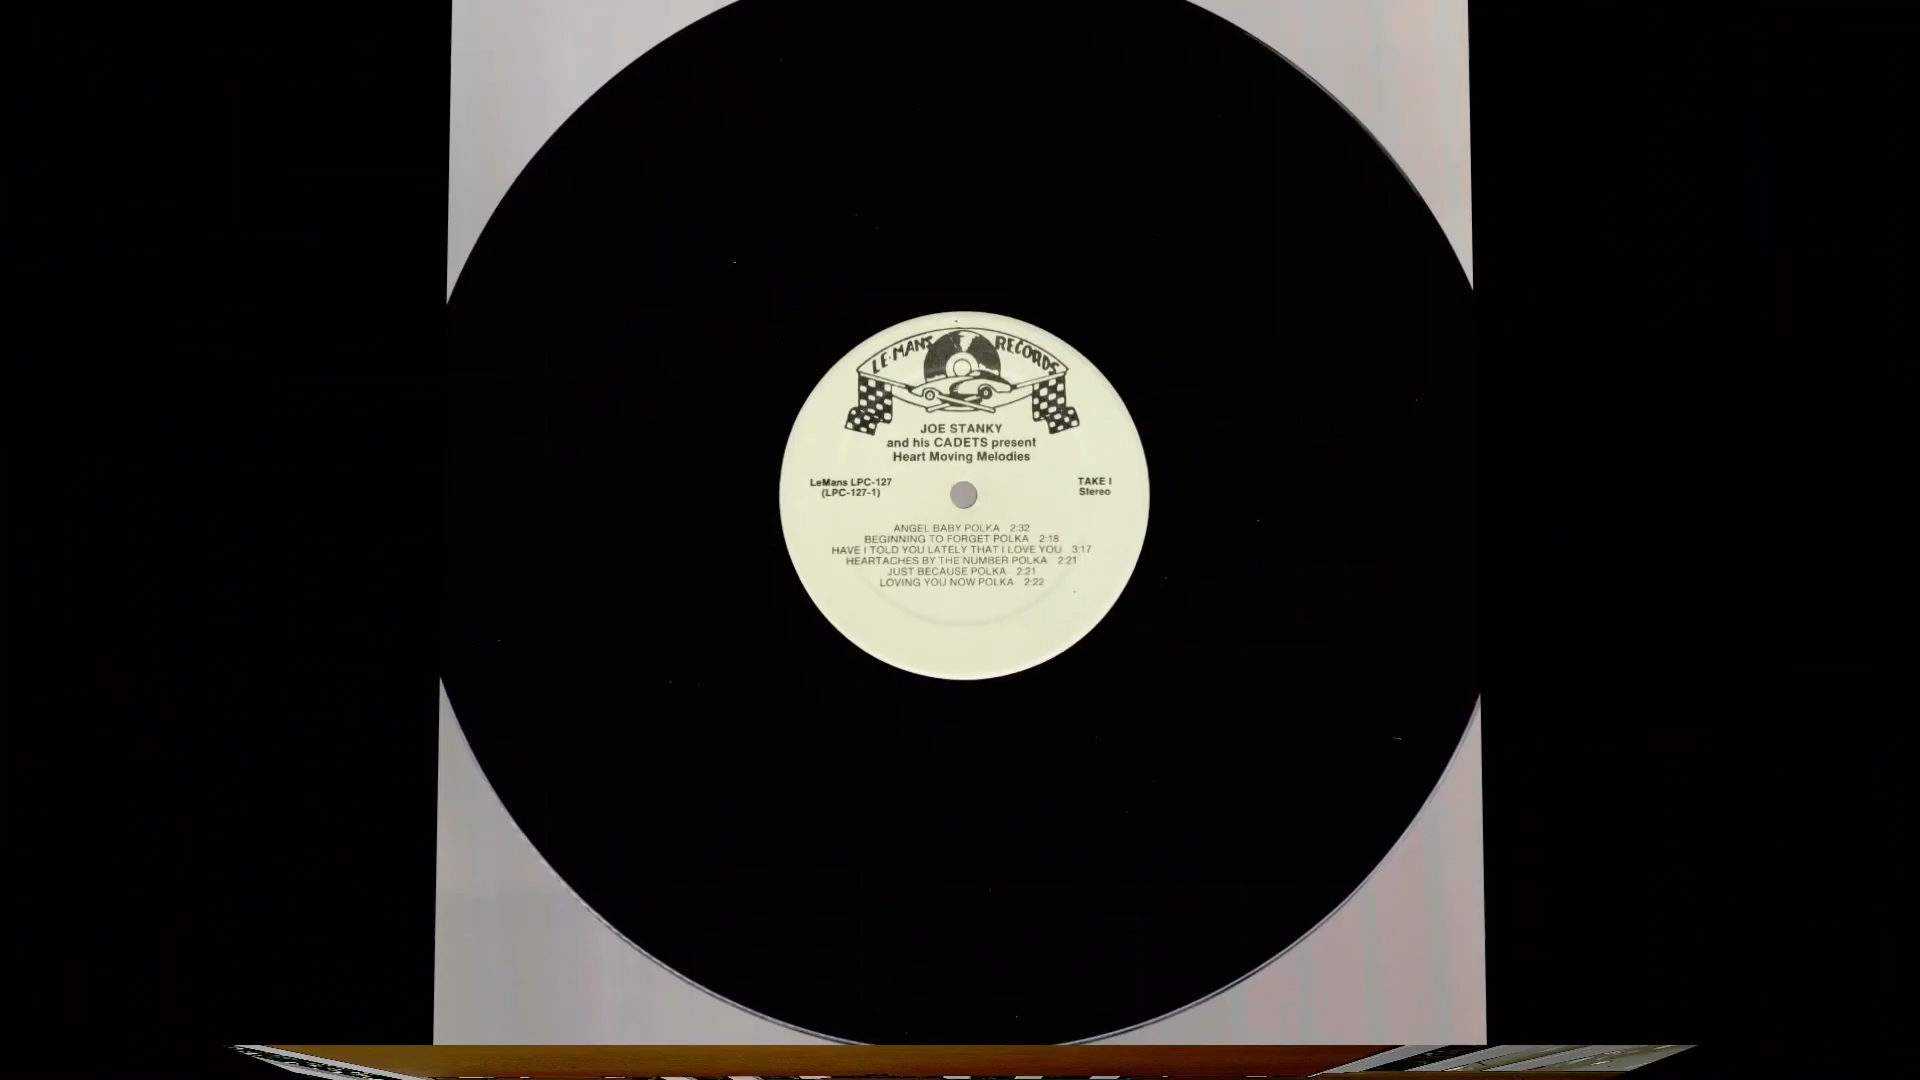 LE-MANS RECORDS
JOE STANKY
and his CADETS present
Heart Moving Melodies
LeMans LPC-127
(LPC-127-1)
TAKE I
Stereo
ANGEL BABY POLKA 2:32
BEGINNING TO FORGET POLKA 2:18
HAVE I TOLD YOU LATELY THAT I LOVE YOU 3:17
HEARTACHES BY THE NUMBER POLKA 2:21
JUST BECAUSE POLKA 2:21
LOVING YOU NOW POLKA 2:22